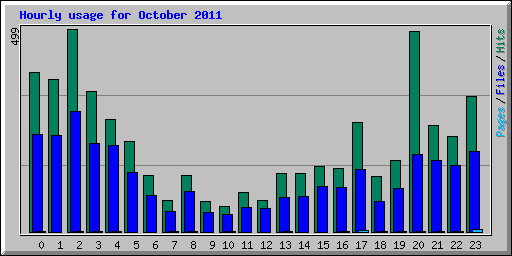 Hourly usage for October 2011
499
Pages / Files / Hits
0 1 2 3 4 5 6 7 8 9 10 11 12 13 14 15 16 17 18 19 20 21 22 23